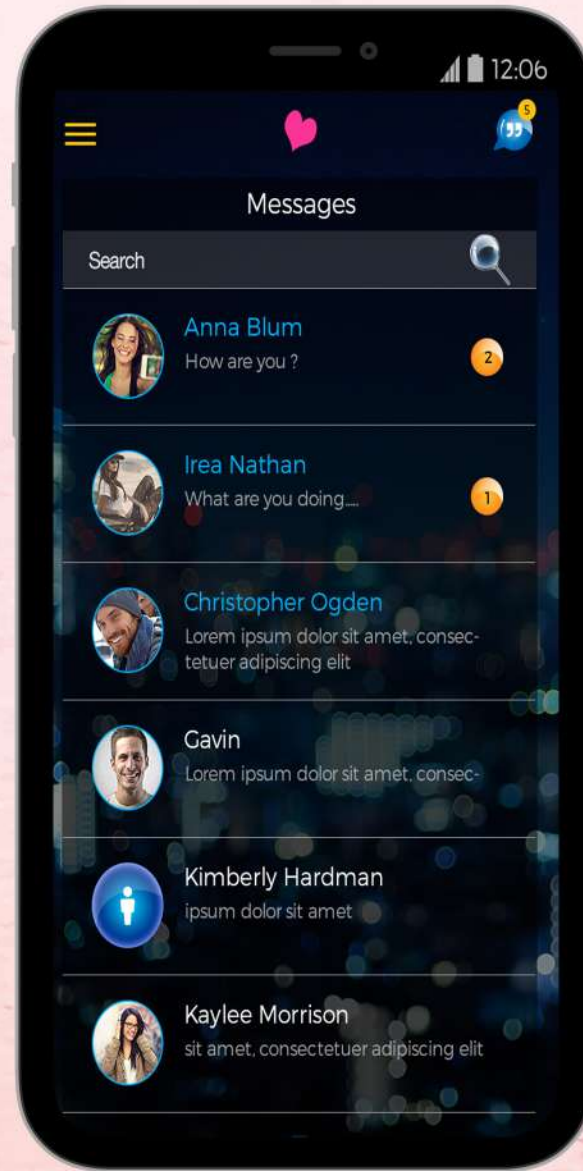 12:06
5
Messages
Search
Anna Blum
How are you ?
2
Irea Nathan
What are you doing.....
1
Christopher Ogden
Lorem ipsum dolor sit amet, consec-
tetuer adipiscing elit
Gavin
Lorem ipsum dolor sit amet, consec-
Kimberly Hardman
ipsum dolor sit amet
Kaylee Morrison
sit amet, consectetuer adipiscing elit